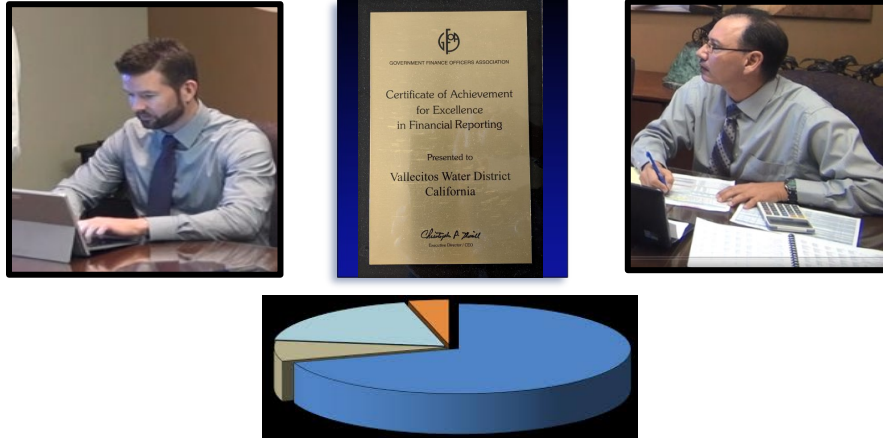 GFOA
GOVERNMENT FINANCE OFFICERS ASSOCIATION
Certificate of Achievement
for Excellence
in Financial Reporting
Presented to
Vallecitos Water District
California
Executive Director/CEO